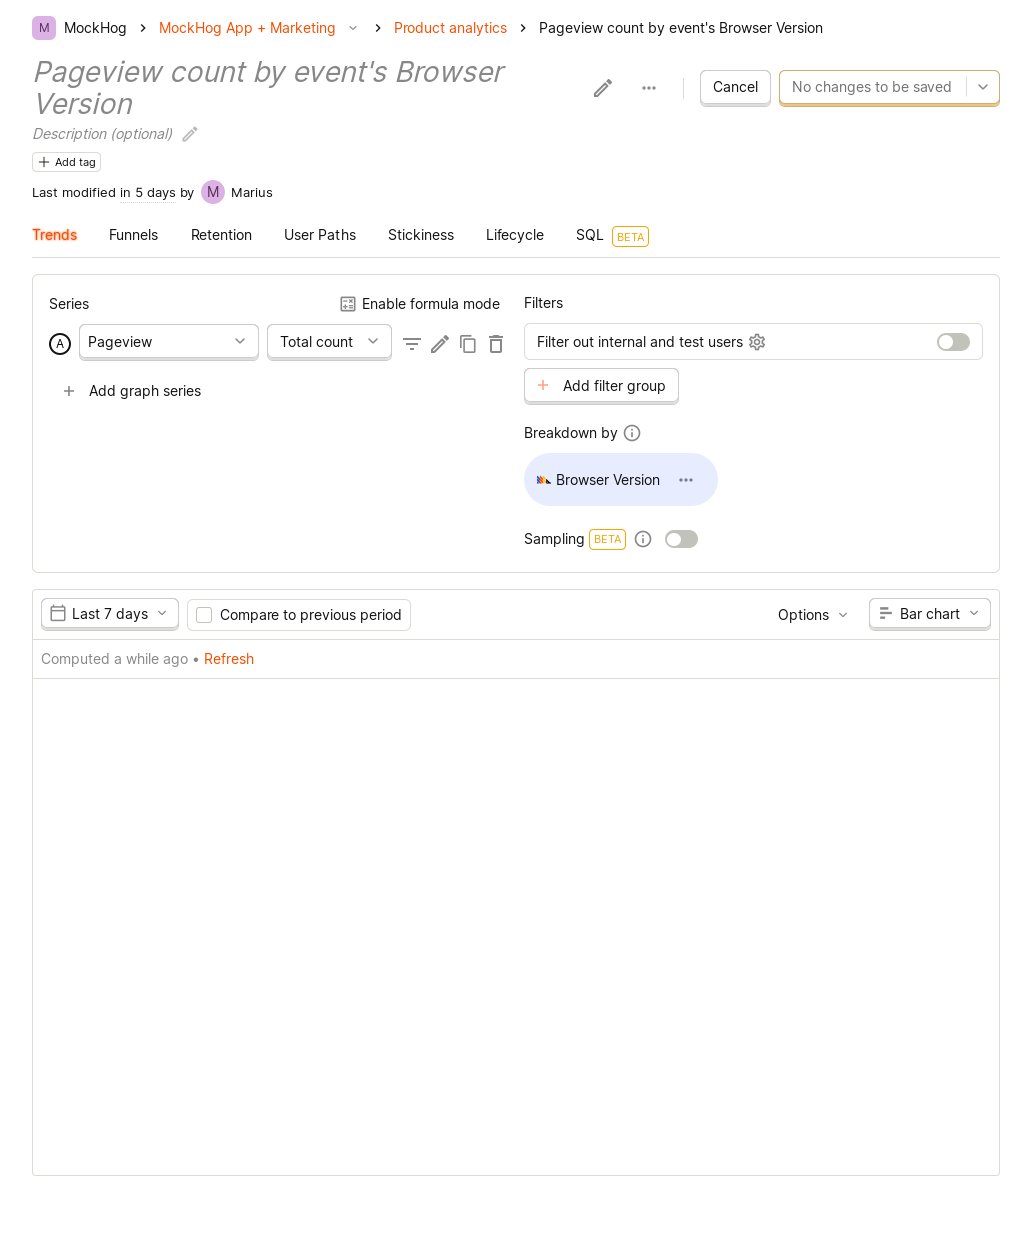 M MockHog MockHog App + Marketing Product analytics Pageview count by event's Browser Version
Pageview count by event's Browser
Version
Cancel No changes to be saved
Description (optional)
Add tag
Last modified in 5 days by M Marius
Trends Funnels Retention User Paths Stickiness Lifecycle SQL BETA
Series Enable formula mode
A Pageview Total count
Add graph series
Filters
Filter out internal and test users
Add filter group
Breakdown by
Browser Version
Sampling BETA
Last 7 days Compare to previous period Options Bar chart
Computed a while ago • Refresh